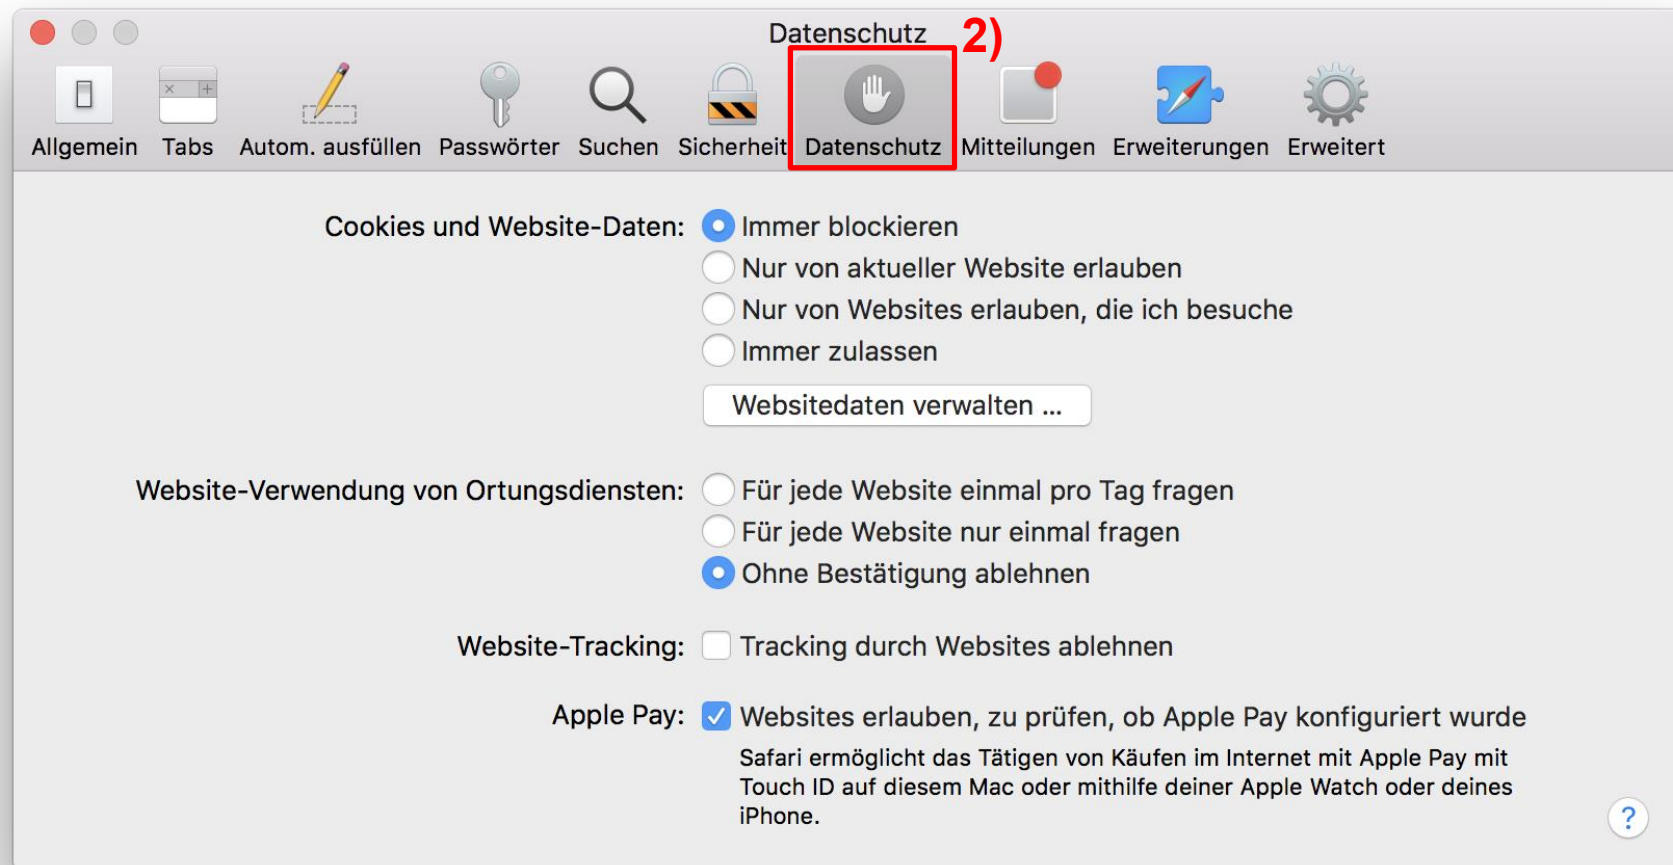 Datenschutz 2)
Allgemein Tabs Autom. ausfüllen Passwörter Suchen Sicherheit Datenschutz Mitteilungen Erweiterungen Erweitert
Cookies und Website-Daten: Immer blockieren
Nur von aktueller Website erlauben
Nur von Websites erlauben, die ich besuche
Immer zulassen
Websitedaten verwalten ...
Website-Verwendung von Ortungsdiensten: Für jede Website einmal pro Tag fragen
Für jede Website nur einmal fragen
Ohne Bestätigung ablehnen
Website-Tracking: Tracking durch Websites ablehnen
Apple Pay: Websites erlauben, zu prüfen, ob Apple Pay konfiguriert wurde
Safari ermöglicht das Tätigen von Käufen im Internet mit Apple Pay mit
Touch ID auf diesem Mac oder mithilfe deiner Apple Watch oder deines
iPhone.
?